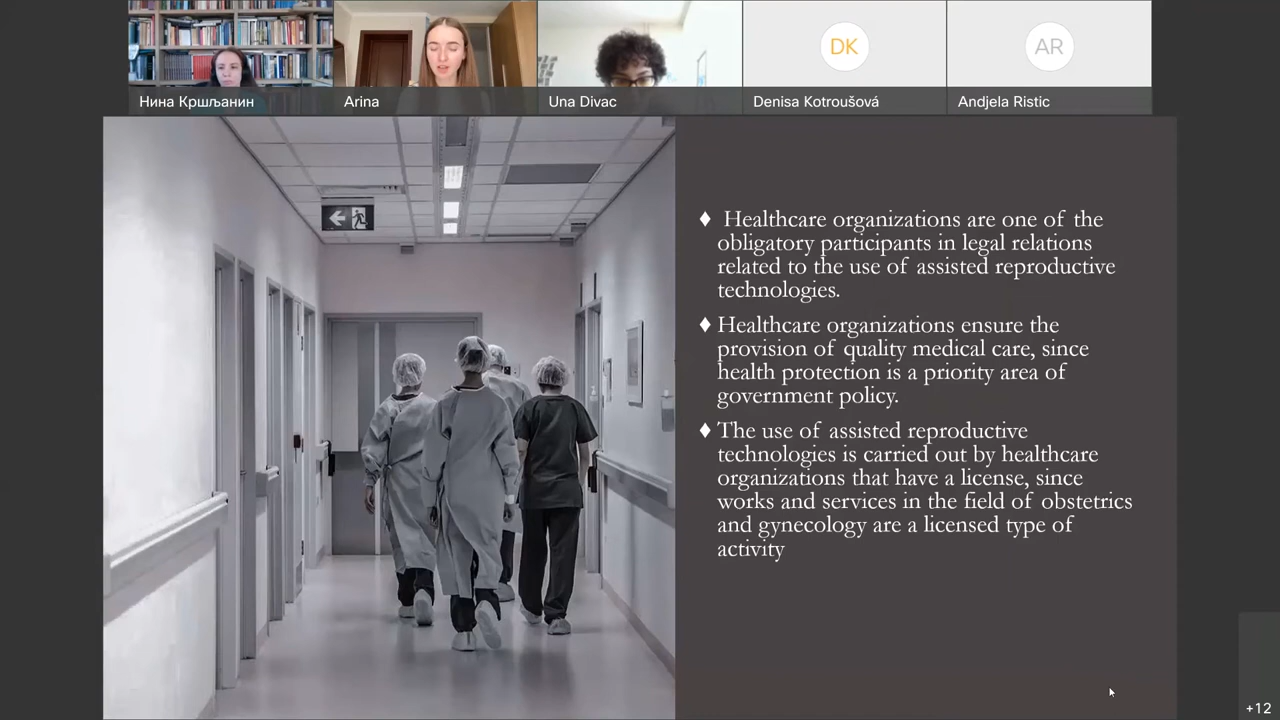 Нина Кршљанин
Arina
Una Divac
DK
Denisa Kotroušová
AR
Andjela Ristic
♦ Healthcare organizations are one of the
obligatory participants in legal relations
related to the use of assisted reproductive
technologies.
♦ Healthcare organizations ensure the
provision of quality medical care, since
health protection is a priority area of
government policy.
♦ The use of assisted reproductive
technologies is carried out by healthcare
organizations that have a license, since
works and services in the field of obstetrics
and gynecology are a licensed type of
activity
+12